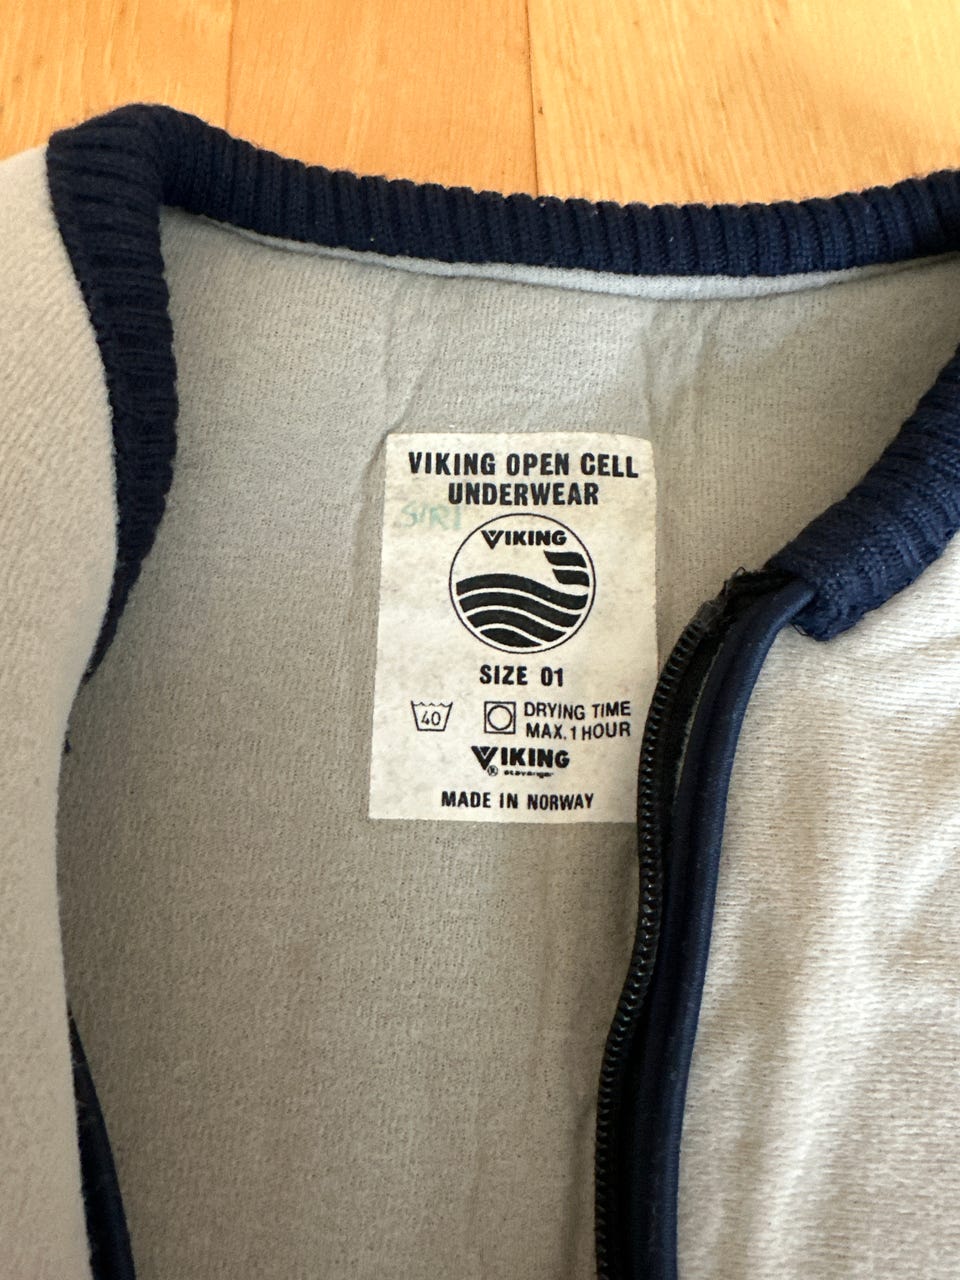 VIKING OPEN CELL
UNDERWEAR
SIRI
VIKING
SIZE 01
40
DRYING TIME
MAX. 1 HOUR
VIKING
® stavanger
MADE IN NORWAY